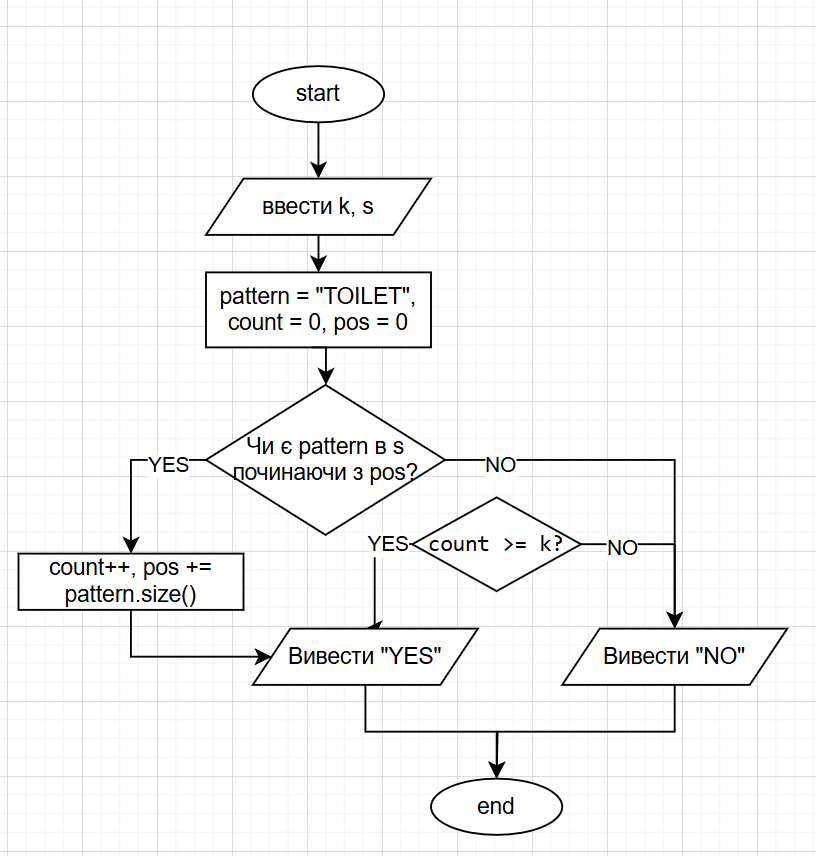 start
ввести k, s
pattern = "TOILET",
count = 0, pos = 0
Чи є pattern в s
починаючи з pos?
YES
NO
YES
count >= k?
NO
count++, pos +=
pattern.size()
Вивести "YES"
Вивести "NO"
end